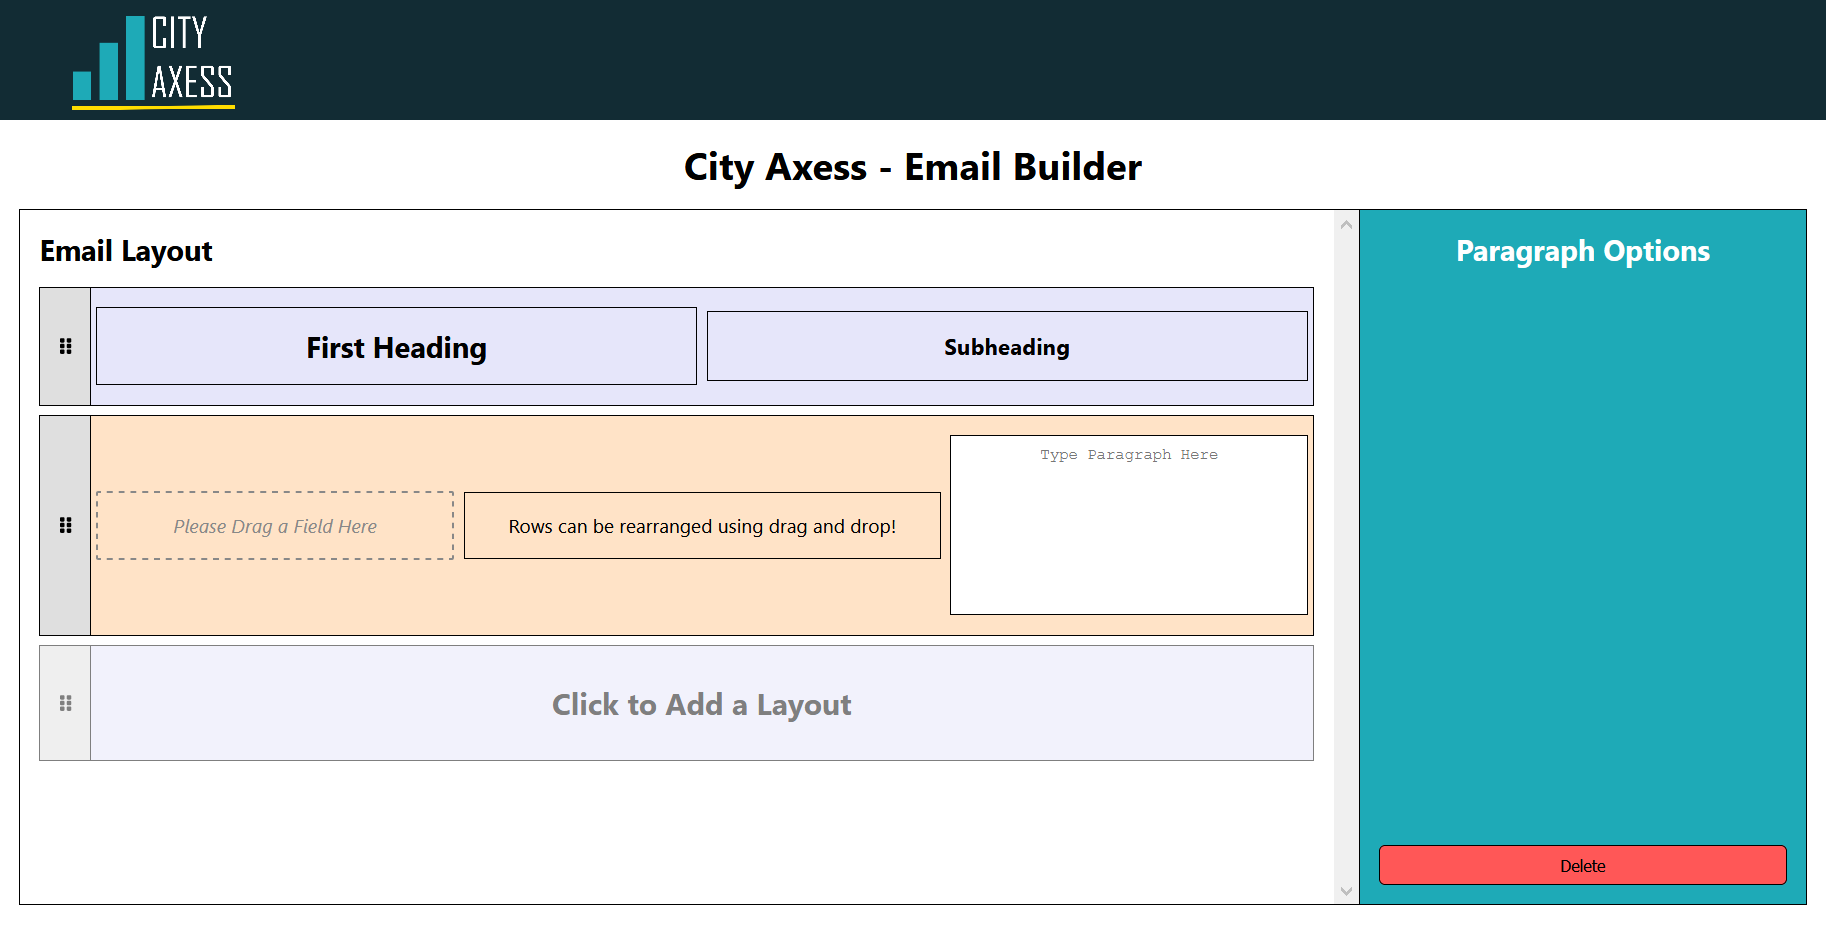 CITY
AXESS
City Axess - Email Builder
Email Layout
Paragraph Options
First Heading
Subheading
Type Paragraph Here
Please Drag a Field Here
Rows can be rearranged using drag and drop!
Click to Add a Layout
Delete